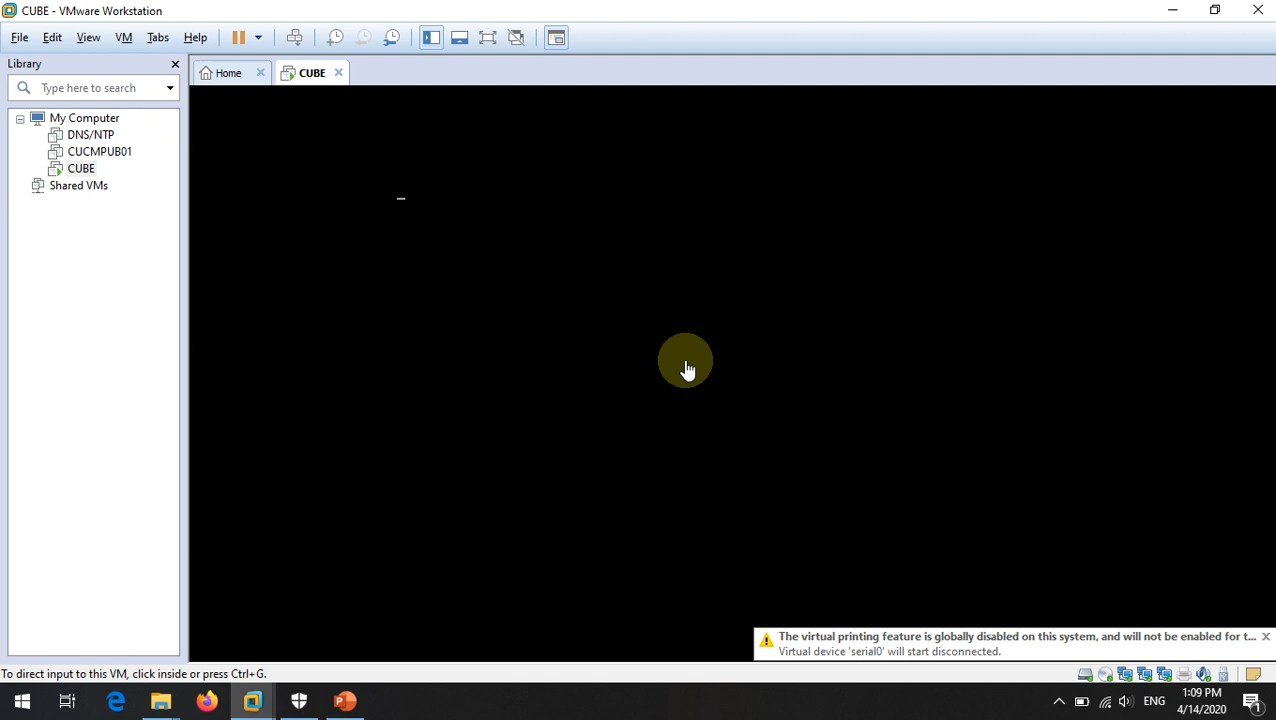 CUBE - VMware Workstation
File Edit View VM Tabs Help
Library
Type here to search
Home
CUBE
My Computer
DNS/NTP
CUCMPUB01
CUBE
Shared VMs
The virtual printing feature is globally disabled on this system, and will not be enabled for t...
Virtual device 'serial0' will start disconnected.
To direct input to this VM, click inside or press Ctrl+G.
ENG
1:09 PM
4/14/2020
1